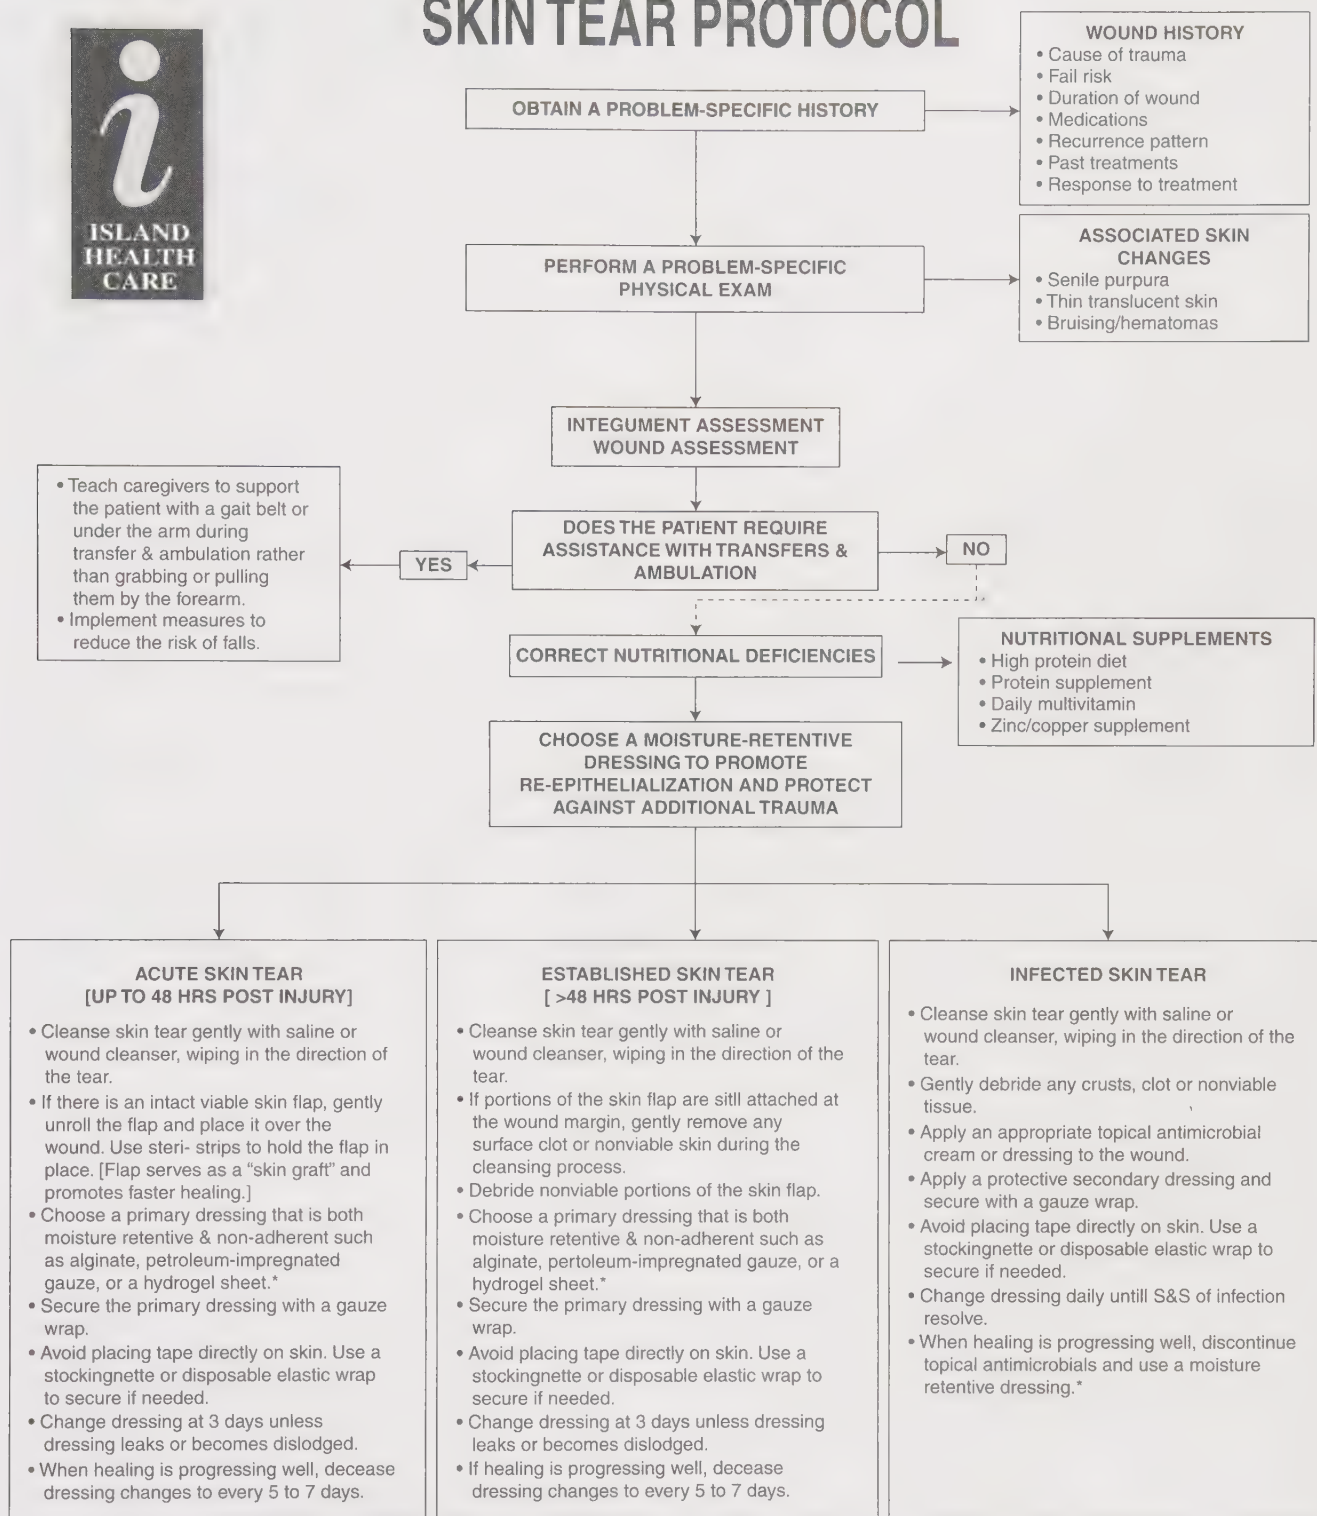 SKIN TEAR PROTOCOL
i
ISLAND
HEALTH
CARE
OBTAIN A PROBLEM-SPECIFIC HISTORY
WOUND HISTORY
• Cause of trauma
• Fail risk
• Duration of wound
• Medications
• Recurrence pattern
• Past treatments
• Response to treatment
PERFORM A PROBLEM-SPECIFIC
PHYSICAL EXAM
ASSOCIATED SKIN
CHANGES
• Senile purpura
• Thin translucent skin
• Bruising/hematomas
INTEGUMENT ASSESSMENT
WOUND ASSESSMENT
DOES THE PATIENT REQUIRE
ASSISTANCE WITH TRANSFERS &
AMBULATION
YES
• Teach caregivers to support
the patient with a gait belt or
under the arm during
transfer & ambulation rather
than grabbing or pulling
them by the forearm.
• Implement measures to
reduce the risk of falls.
NO
CORRECT NUTRITIONAL DEFICIENCIES
NUTRITIONAL SUPPLEMENTS
• High protein diet
• Protein supplement
• Daily multivitamin
• Zinc/copper supplement
CHOOSE A MOISTURE-RETENTIVE
DRESSING TO PROMOTE
RE-EPITHELIALIZATION AND PROTECT
AGAINST ADDITIONAL TRAUMA
ACUTE SKIN TEAR
[UP TO 48 HRS POST INJURY]
• Cleanse skin tear gently with saline or
wound cleanser, wiping in the direction of
the tear.
• If there is an intact viable skin flap, gently
unroll the flap and place it over the
wound. Use steri- strips to hold the flap in
place. [Flap serves as a “skin graft” and
promotes faster healing.]
• Choose a primary dressing that is both
moisture retentive & non-adherent such
as alginate, petroleum-impregnated
gauze, or a hydrogel sheet.*
• Secure the primary dressing with a gauze
wrap.
• Avoid placing tape directly on skin. Use a
stockingnette or disposable elastic wrap
to secure if needed.
• Change dressing at 3 days unless
dressing leaks or becomes dislodged.
• When healing is progressing well, decease
dressing changes to every 5 to 7 days.
ESTABLISHED SKIN TEAR
[ >48 HRS POST INJURY ]
• Cleanse skin tear gently with saline or
wound cleanser, wiping in the direction of the
tear.
• If portions of the skin flap are sitll attached at
the wound margin, gently remove any
surface clot or nonviable skin during the
cleansing process.
• Debride nonviable portions of the skin flap.
• Choose a primary dressing that is both
moisture retentive & non-adherent such as
alginate, pertoleum-impregnated gauze, or a
hydrogel sheet.*
• Secure the primary dressing with a gauze
wrap.
• Avoid placing tape directly on skin. Use a
stockingnette or disposable elastic wrap to
secure if needed.
• Change dressing at 3 days unless dressing
leaks or becomes dislodged.
• If healing is progressing well, decease
dressing changes to every 5 to 7 days.
INFECTED SKIN TEAR
• Cleanse skin tear gently with saline or
wound cleanser, wiping in the direction of the
tear.
• Gently debride any crusts, clot or nonviable
tissue.
• Apply an appropriate topical antimicrobial
cream or dressing to the wound.
• Apply a protective secondary dressing and
secure with a gauze wrap.
• Avoid placing tape directly on skin. Use a
stockingnette or disposable elastic wrap to
secure if needed.
• Change dressing daily untill S&S of infection
resolve.
• When healing is progressing well, discontinue
topical antimicrobials and use a moisture
retentive dressing.*